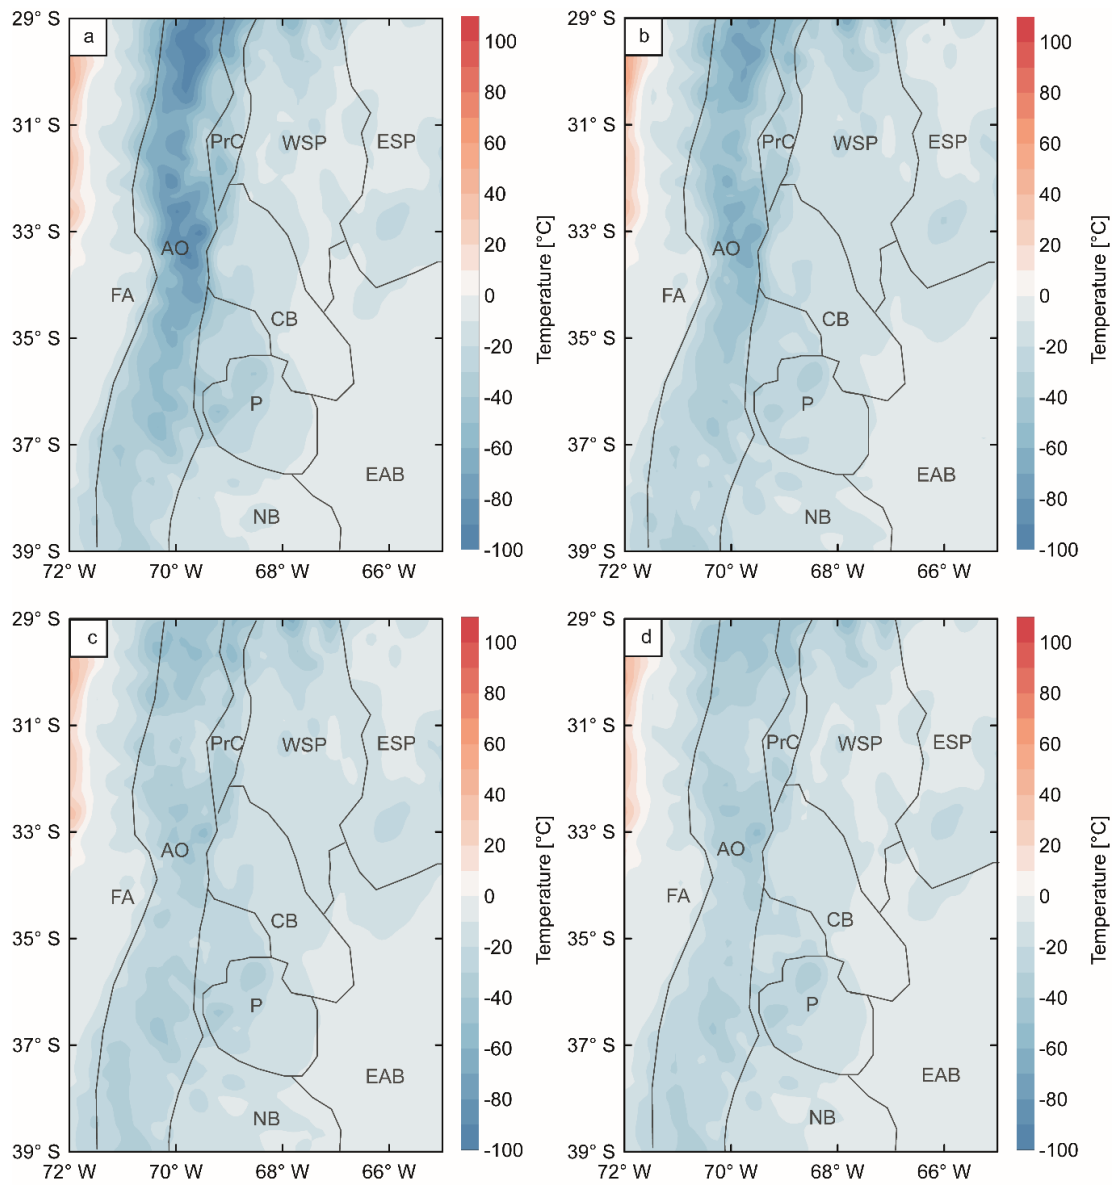 a
29° S
31° S
33° S
35° S
37° S
39° S
72° W
70° W
68° W
66° W
PrC
WSP
ESP
AO
FA
CB
P
EAB
NB
100
80
60
40
20
0
-20
-40
-60
-80
-100
Temperature [°C]
b
29° S
31° S
33° S
35° S
37° S
39° S
72° W
70° W
68° W
66° W
PrC
WSP
ESP
AO
FA
CB
P
EAB
NB
100
80
60
40
20
0
-20
-40
-60
-80
-100
Temperature [°C]
c
29° S
31° S
33° S
35° S
37° S
39° S
72° W
70° W
68° W
66° W
PrC
WSP
ESP
AO
FA
CB
P
EAB
NB
100
80
60
40
20
0
-20
-40
-60
-80
-100
Temperature [°C]
d
29° S
31° S
33° S
35° S
37° S
39° S
72° W
70° W
68° W
66° W
PrC
WSP
ESP
AO
FA
CB
P
EAB
NB
100
80
60
40
20
0
-20
-40
-60
-80
-100
Temperature [°C]